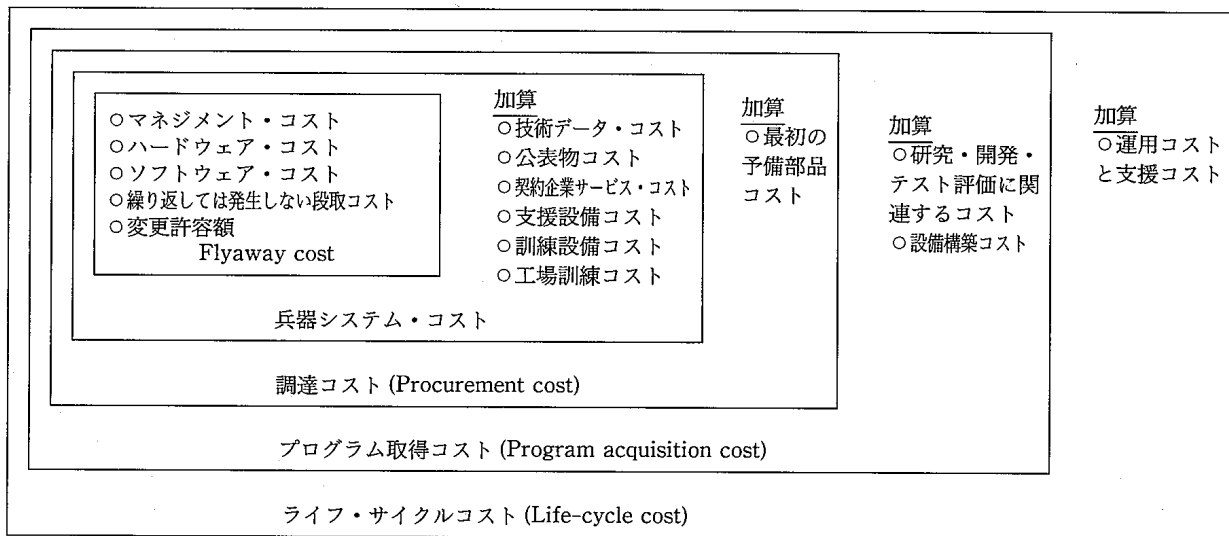 ○マネジメント・コスト
○ハードウェア・コスト
○ソフトウェア・コスト
○繰り返しては発生しない段取コスト
○変更許容額
Flyaway cost
加算
○技術データ・コスト
○公表物コスト
○契約企業サービス・コスト
○支援設備コスト
○訓練設備コスト
○工場訓練コスト
兵器システム・コスト
加算
○最初の
予備部品
コスト
調達コスト (Procurement cost)
加算
○研究・開発・
テスト評価に関
連するコスト
○設備構築コスト
プログラム取得コスト (Program acquisition cost)
加算
○運用コスト
と支援コスト
ライフ・サイクルコスト (Life-cycle cost)